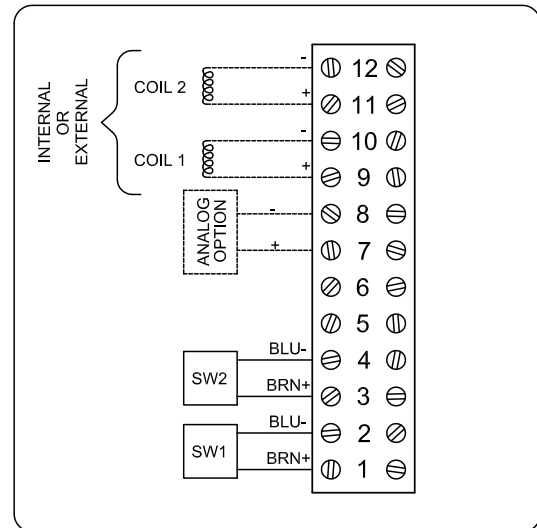 INTERNAL
OR
EXTERNAL
COIL 2
-
+
12
11
COIL 1
-
+
10
9
ANALOG
OPTION
-
+
8
7
6
5
SW2
BLU-
BRN+
4
3
SW1
BLU-
BRN+
2
1